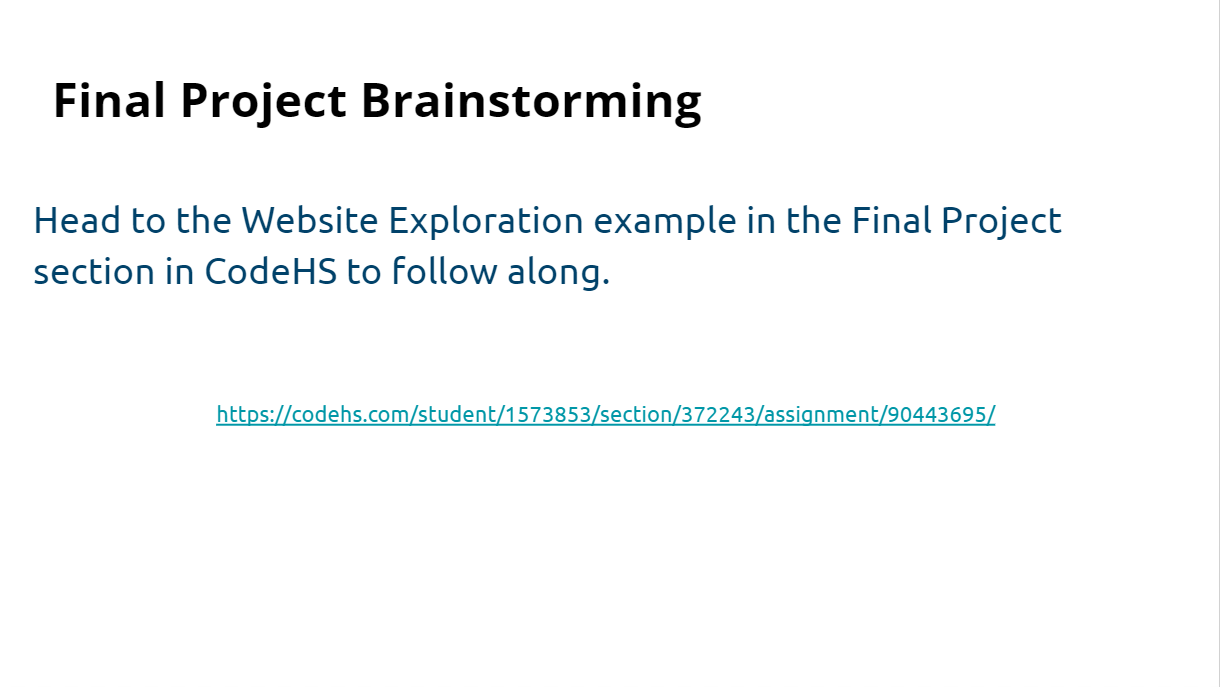 Final Project Brainstorming
Head to the Website Exploration example in the Final Project
section in CodeHS to follow along.
https://codehs.com/student/1573853/section/372243/assignment/90443695/